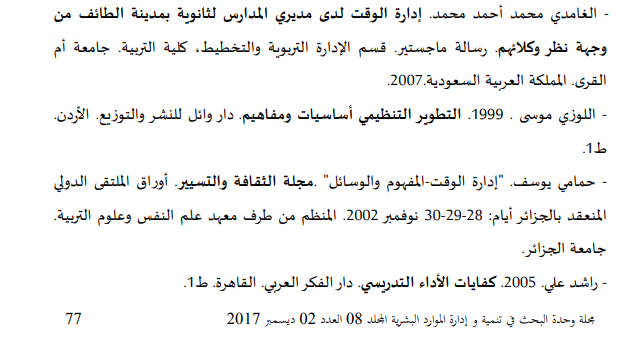 - الغامدي محمد أحمد محمد. إدارة الوقت لدى مديري المدارس لثانوية بمدينة الطائف من
وجهة نظر وكلائهم. رسالة ماجستير. قسم الإدارة التربوية والتخطيط، كلية التربية. جامعة أم
القرى. المملكة العربية السعودية.2007.
- اللوزي موسى . 1999. التطوير التنظيمي أساسيات ومفاهيم. دار وائل للنشر والتوزيع. الأردن.
ط1.
- حمامي يوسف. "إدارة الوقت-المفهوم والوسائل" .مجلة الثقافة والتسيير. أوراق الملتقى الدولي
المنعقد بالجزائر أيام: 28-29-30 نوفمبر 2002. المنظم من طرف معهد علم النفس وعلوم التربية.
جامعة الجزائر.
- راشد علي. 2005. كفايات الأداء التدريسي. دار الفكر العربي. القاهرة. ط1.
مجلة وحدة البحث في تنمية و إدارة الموارد البشرية المجلد 08 العدد 02 ديسمبر 2017 77